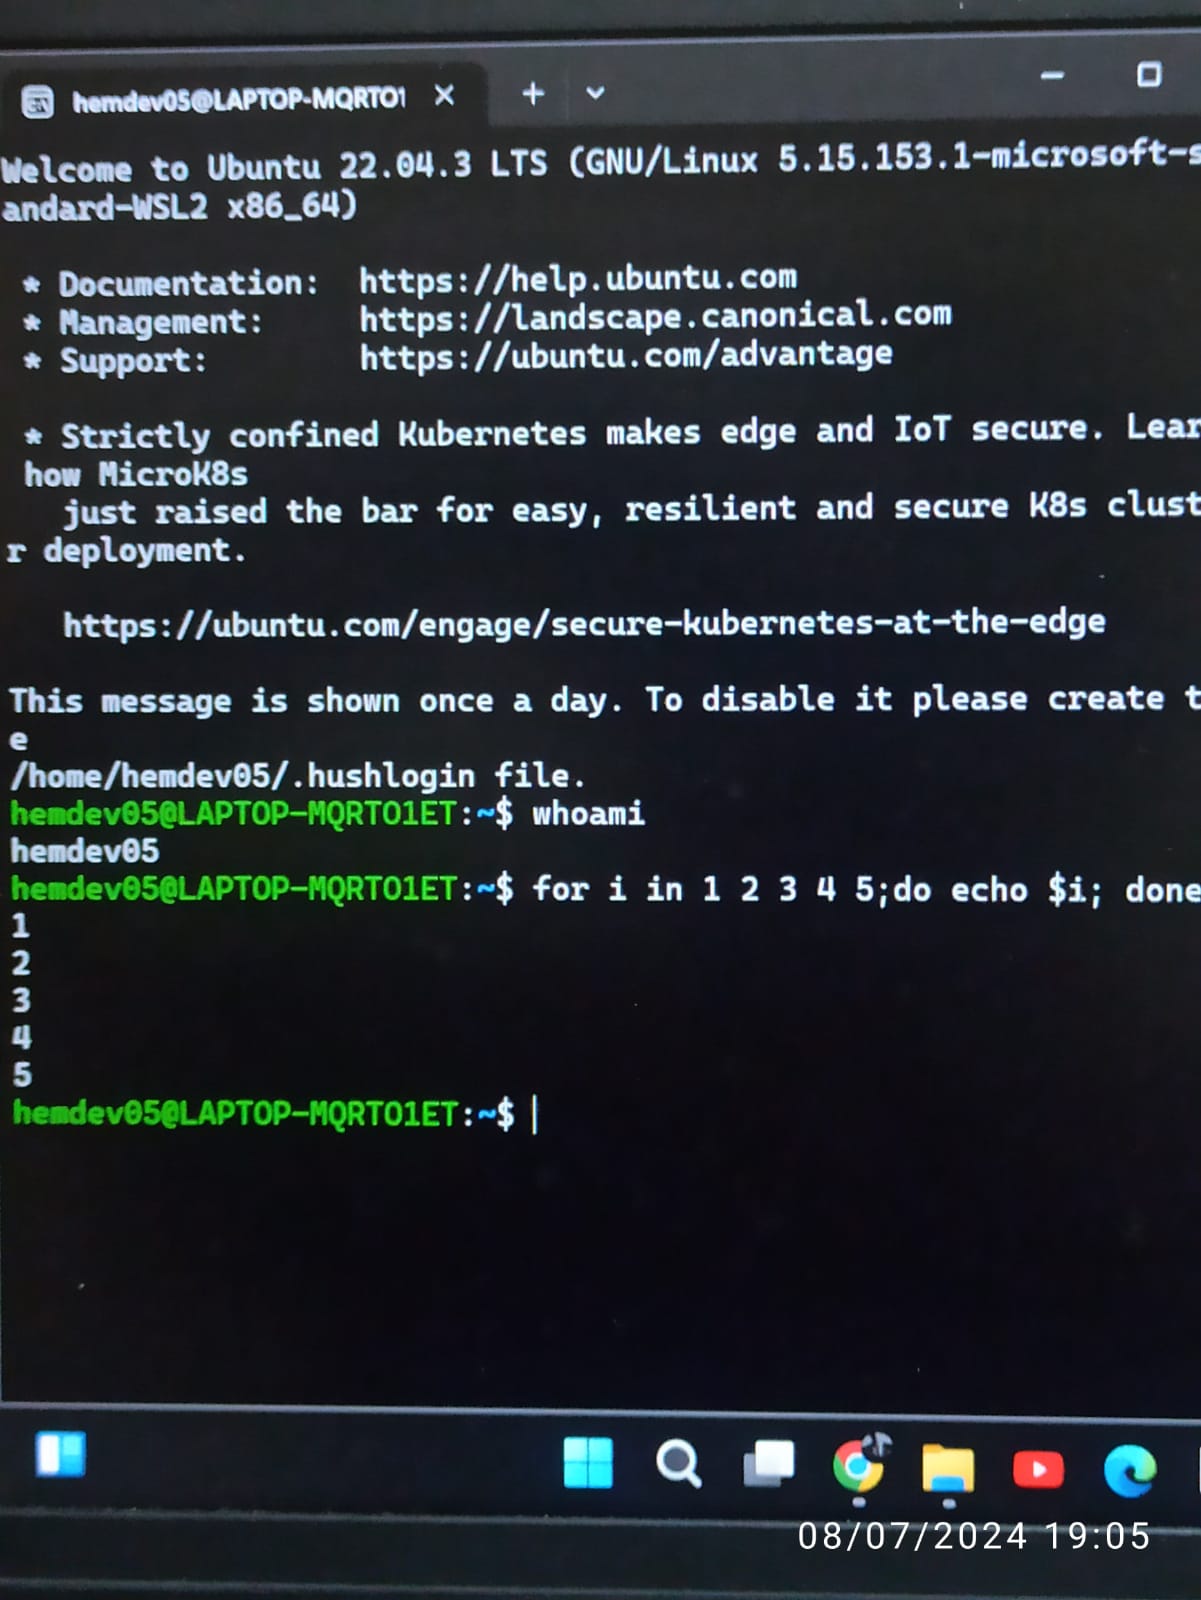 hemdev05@LAPTOP-MQRTO1
Welcome to Ubuntu 22.04.3 LTS (GNU/Linux 5.15.153.1-microsoft-s
andard-WSL2 x86_64)
* Documentation: https://help.ubuntu.com
* Management: https://landscape.canonical.com
* Support: https://ubuntu.com/advantage
* Strictly confined Kubernetes makes edge and IoT secure. Lear
how MicroK8s
just raised the bar for easy, resilient and secure K8s clust
r deployment.
https://ubuntu.com/engage/secure-kubernetes-at-the-edge
This message is shown once a day. To disable it please create t
e
/home/hemdev05/.hushlogin file.
hemdev05@LAPTOP-MQRTO1ET:~$ whoami
hemdev05
hemdev05@LAPTOP-MQRTO1ET:~$ for i in 1 2 3 4 5;do echo $i; done
1
2
3
4
5
hemdev05@LAPTOP-MQRTO1ET:~$
08/07/2024 19:05